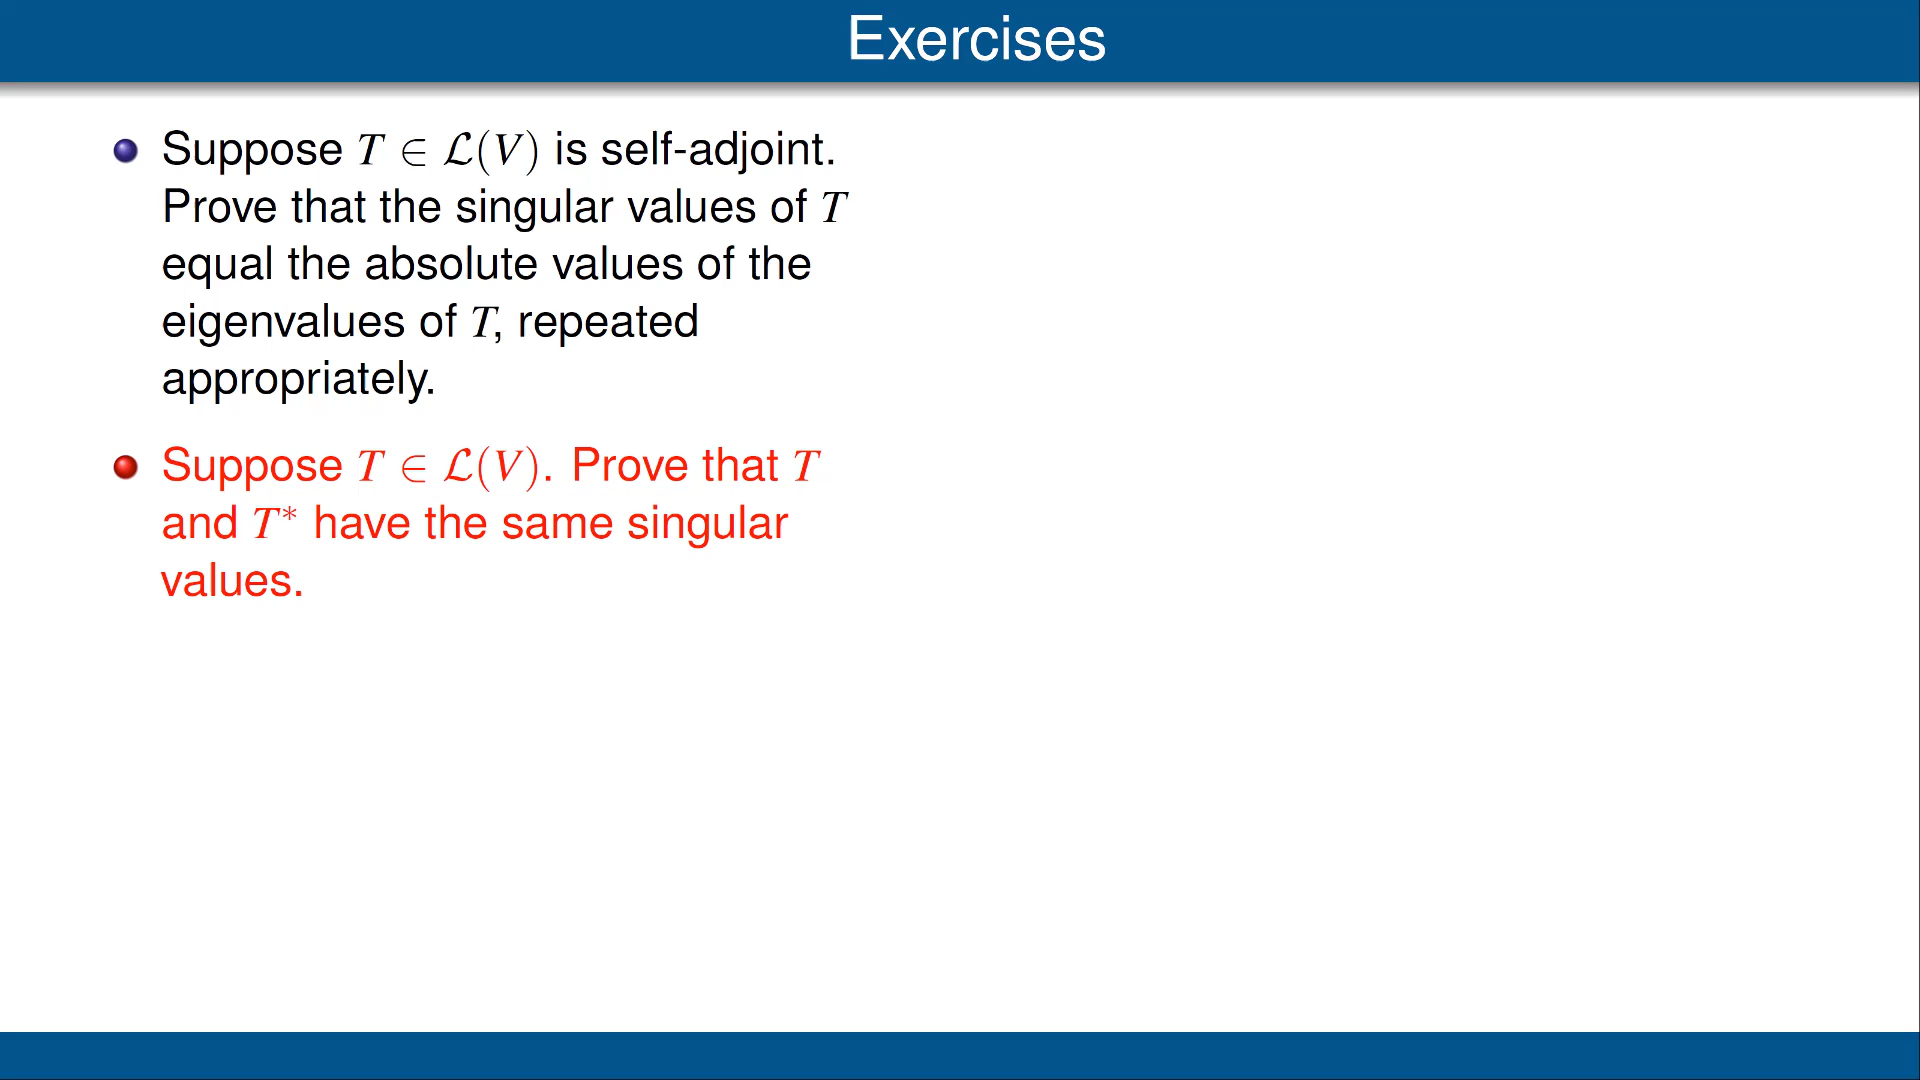 Exercises
Suppose T ∈ ℒ(V) is self-adjoint.
Prove that the singular values of T
equal the absolute values of the
eigenvalues of T, repeated
appropriately.
Suppose T ∈ ℒ(V). Prove that T
and T* have the same singular
values.